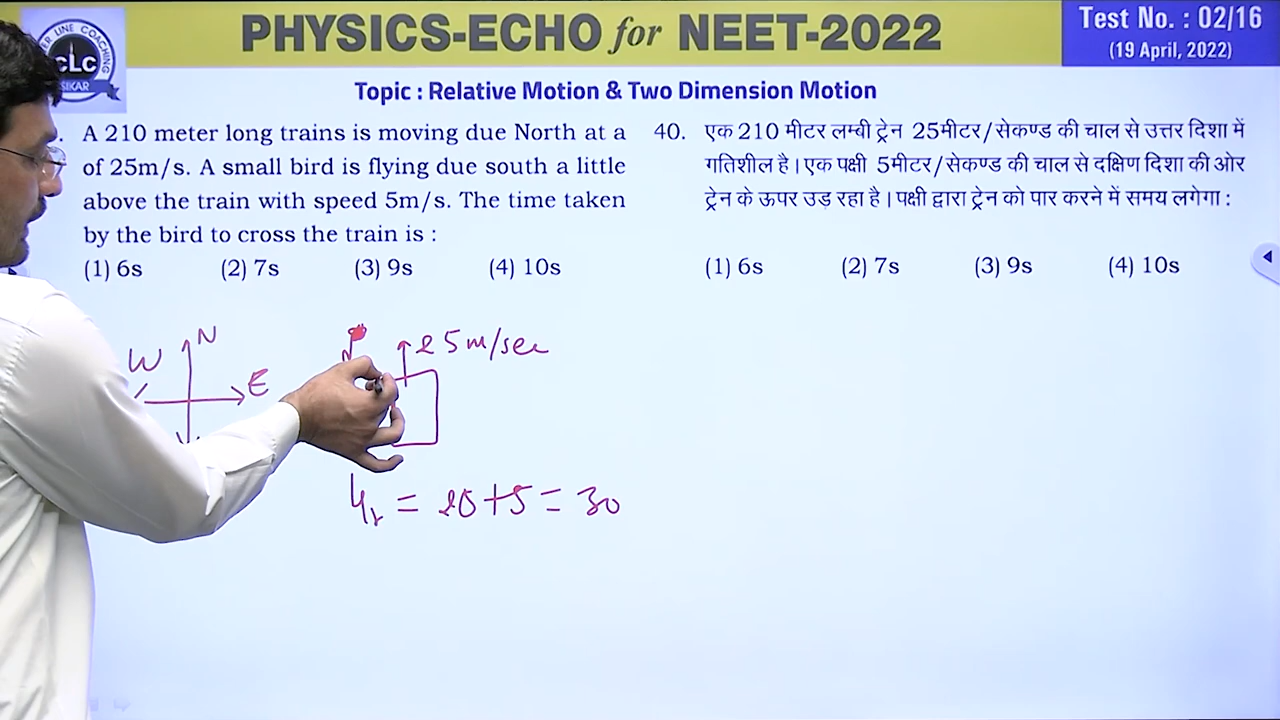 PHYSICS-ECHO for NEET-2022
Test No. : 02/16
(19 April, 2022)
ER LINE COACHING
CLC
SIKAR
Topic : Relative Motion & Two Dimension Motion
A 210 meter long trains is moving due North at a
of 25m/s. A small bird is flying due south a little
above the train with speed 5m/s. The time taken
by the bird to cross the train is :
(1) 6s (2) 7s (3) 9s (4) 10s
40. एक 210 मीटर लम्बी ट्रेन 25मीटर/सेकण्ड की चाल से उत्तर दिशा में
गतिशील है। एक पक्षी 5मीटर/सेकण्ड की चाल से दक्षिण दिशा की ओर
ट्रेन के ऊपर उड़ रहा है। पक्षी द्वारा ट्रेन को पार करने में समय लगेगा :
(1) 6s (2) 7s (3) 9s (4) 10s
N
W
E
25m/sec
= 25+5 = 30